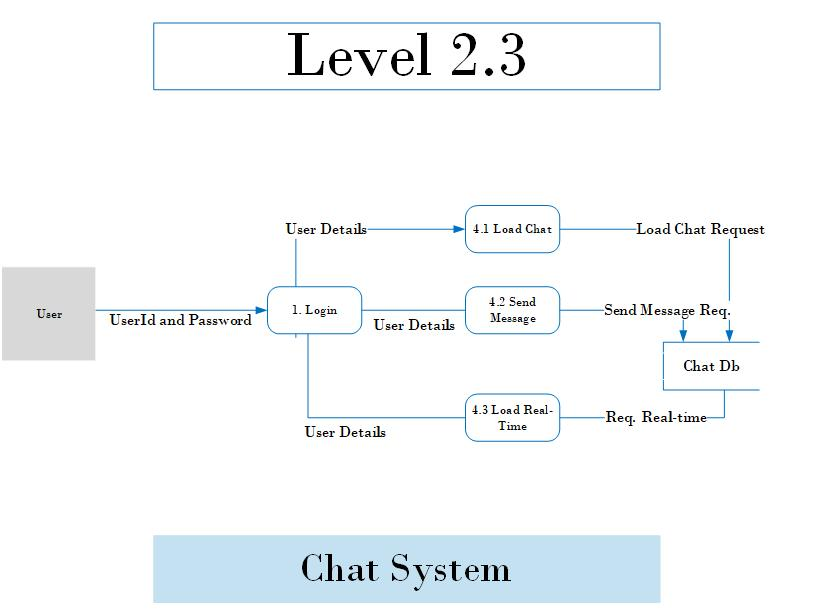 Level 2.3
User Details
4.1 Load Chat
Load Chat Request
User
UserId and Password
1. Login
User Details
4.2 Send
Message
Send Message Req.
Chat Db
4.3 Load Real-
Time
Req. Real-time
User Details
Chat System